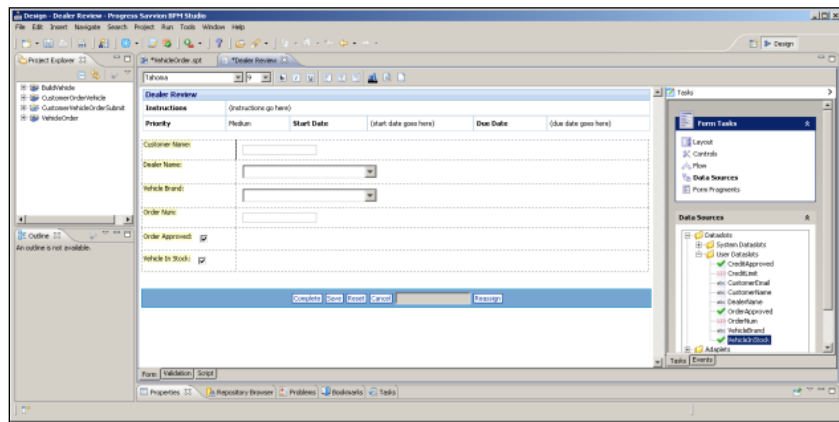 Design - Dealer Review - Progress Savvion BPM Studio
File Edit Insert Navigate Search Project Run Tools Window Help
Design
Project Explorer
*VehicleOrder.spt
*Dealer Review
BuildVehicle
CustomerOrderVehicle
CustomerVehicleOrderSubmit
VehicleOrder
Outline
An outline is not available.
Tahoma 9
Dealer Review
Instructions (instructions go here)
Priority Medium Start Date (start date goes here) Due Date (due date goes here)
Customer Name:
Dealer Name:
Vehicle Brand:
Order Num:
Order Approved:
Vehicle In Stock:
Complete Save Reset Cancel Reassign
Form Validation Script
Tasks
Form Tasks
Layout
Controls
Flow
Data Sources
Form Fragments
Data Sources
Dataslots
System Dataslots
User Dataslots
CreditApproved
CreditLimit
CustomerEmail
CustomerName
DealerName
OrderApproved
OrderNum
VehicleBrand
VehicleInStock
Adaplets
Tasks Events
Properties Repository Browser Problems Bookmarks Tasks